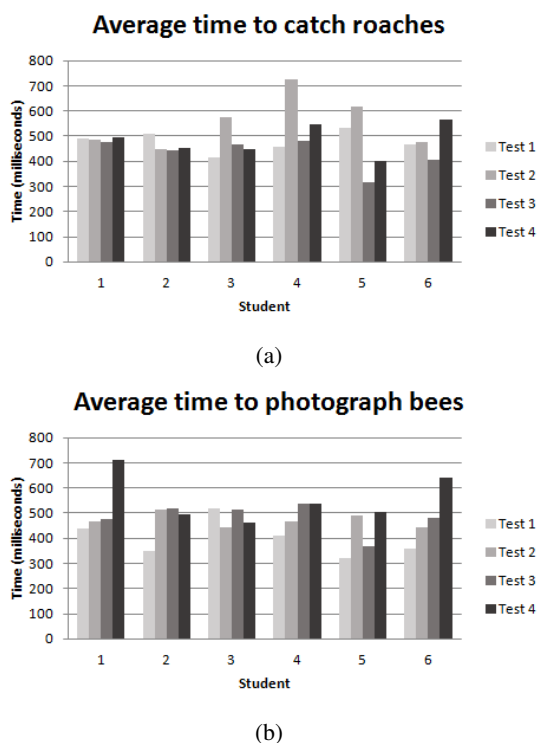 Average time to catch roaches
800
700
600
500
400
300
200
100
0
Time (milliseconds)
1 2 3 4 5 6
Student
Test 1
Test 2
Test 3
Test 4
(a)
Average time to photograph bees
800
700
600
500
400
300
200
100
0
Time (milliseconds)
1 2 3 4 5 6
Student
Test 1
Test 2
Test 3
Test 4
(b)